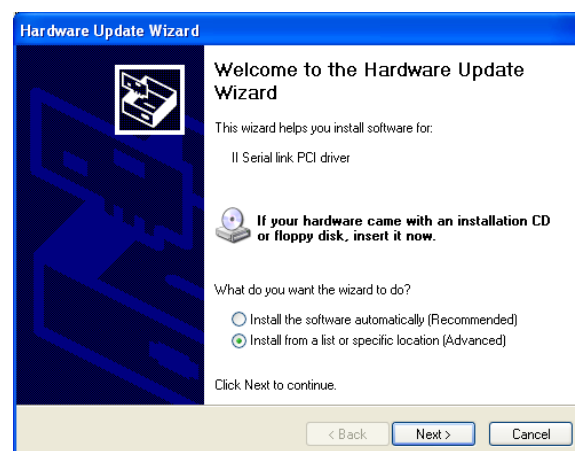 Hardware Update Wizard
Welcome to the Hardware Update
Wizard
This wizard helps you install software for:
II Serial link PCI driver
If your hardware came with an installation CD
or floppy disk, insert it now.
What do you want the wizard to do?
Install the software automatically (Recommended)
Install from a list or specific location (Advanced)
Click Next to continue.
< Back Next > Cancel